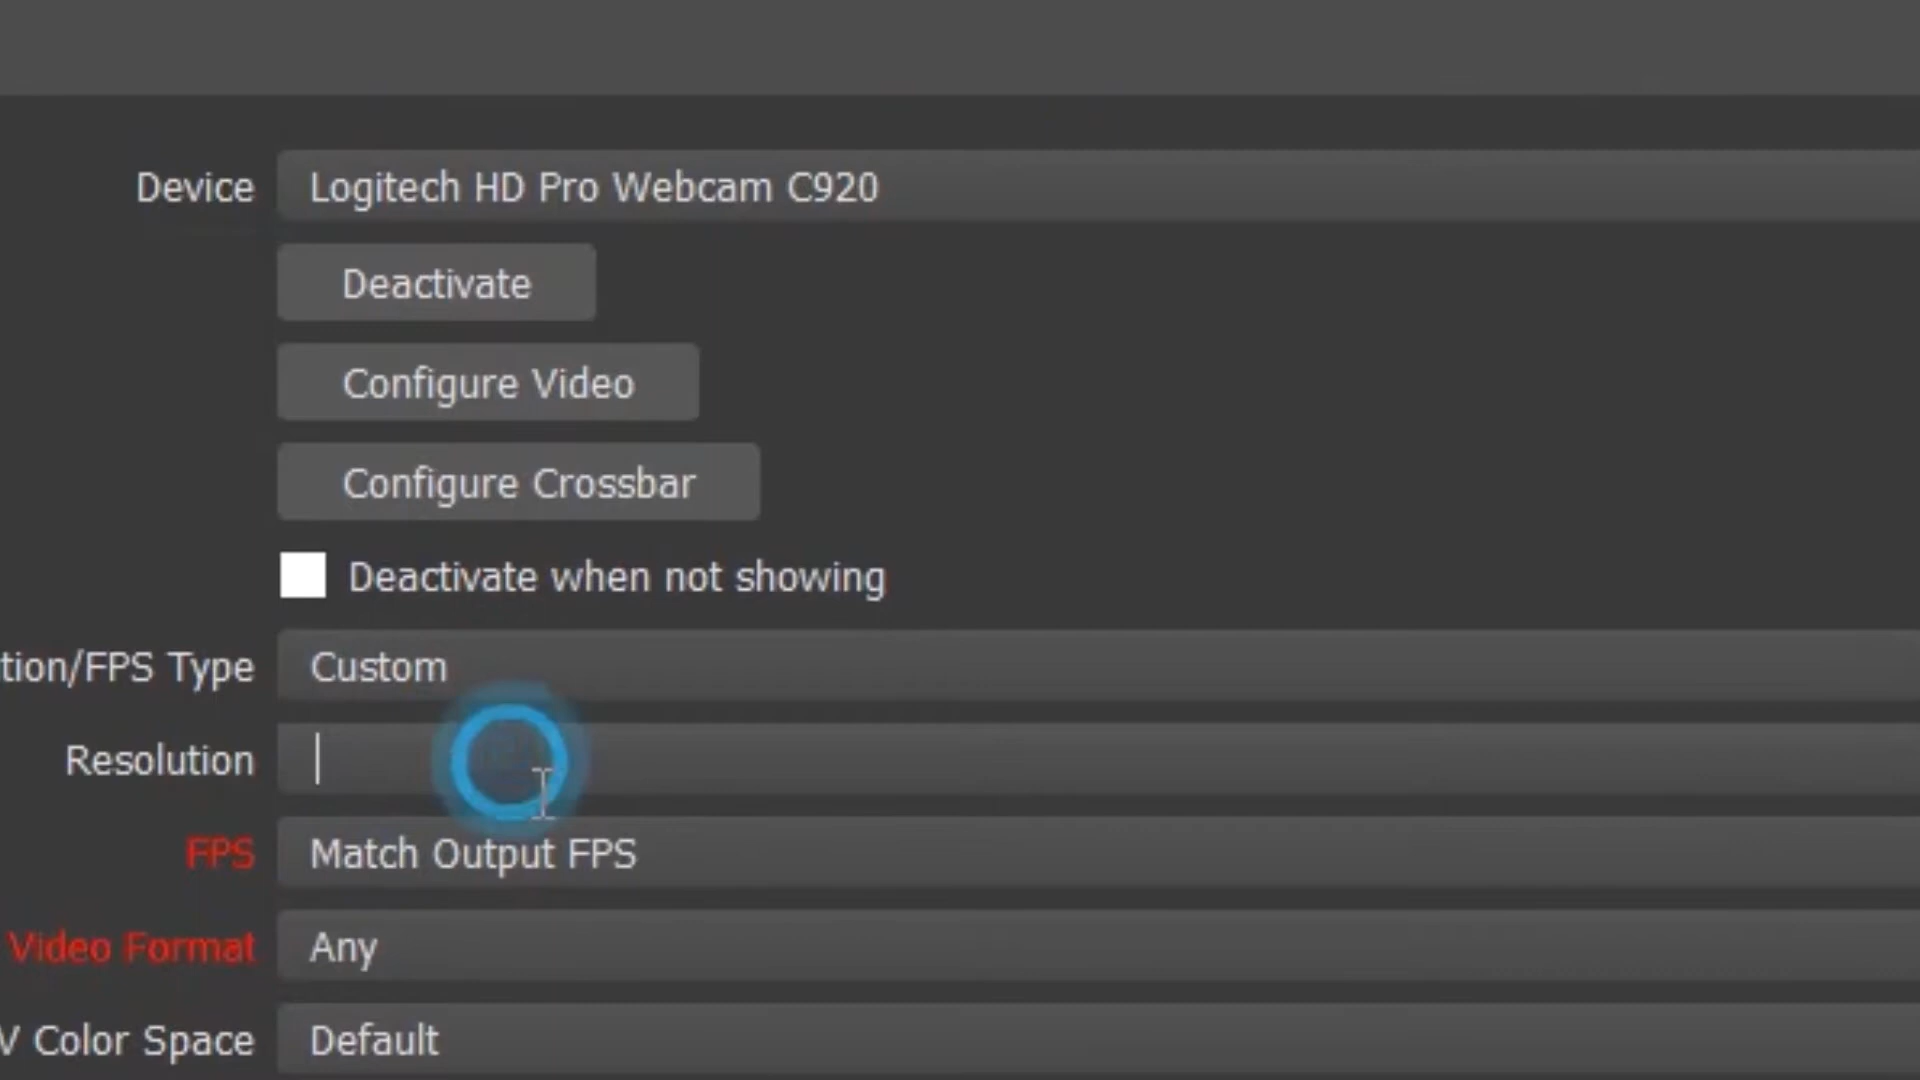 Device Logitech HD Pro Webcam C920
Deactivate
Configure Video
Configure Crossbar
Deactivate when not showing
tion/FPS Type Custom
Resolution
FPS Match Output FPS
Video Format Any
V Color Space Default